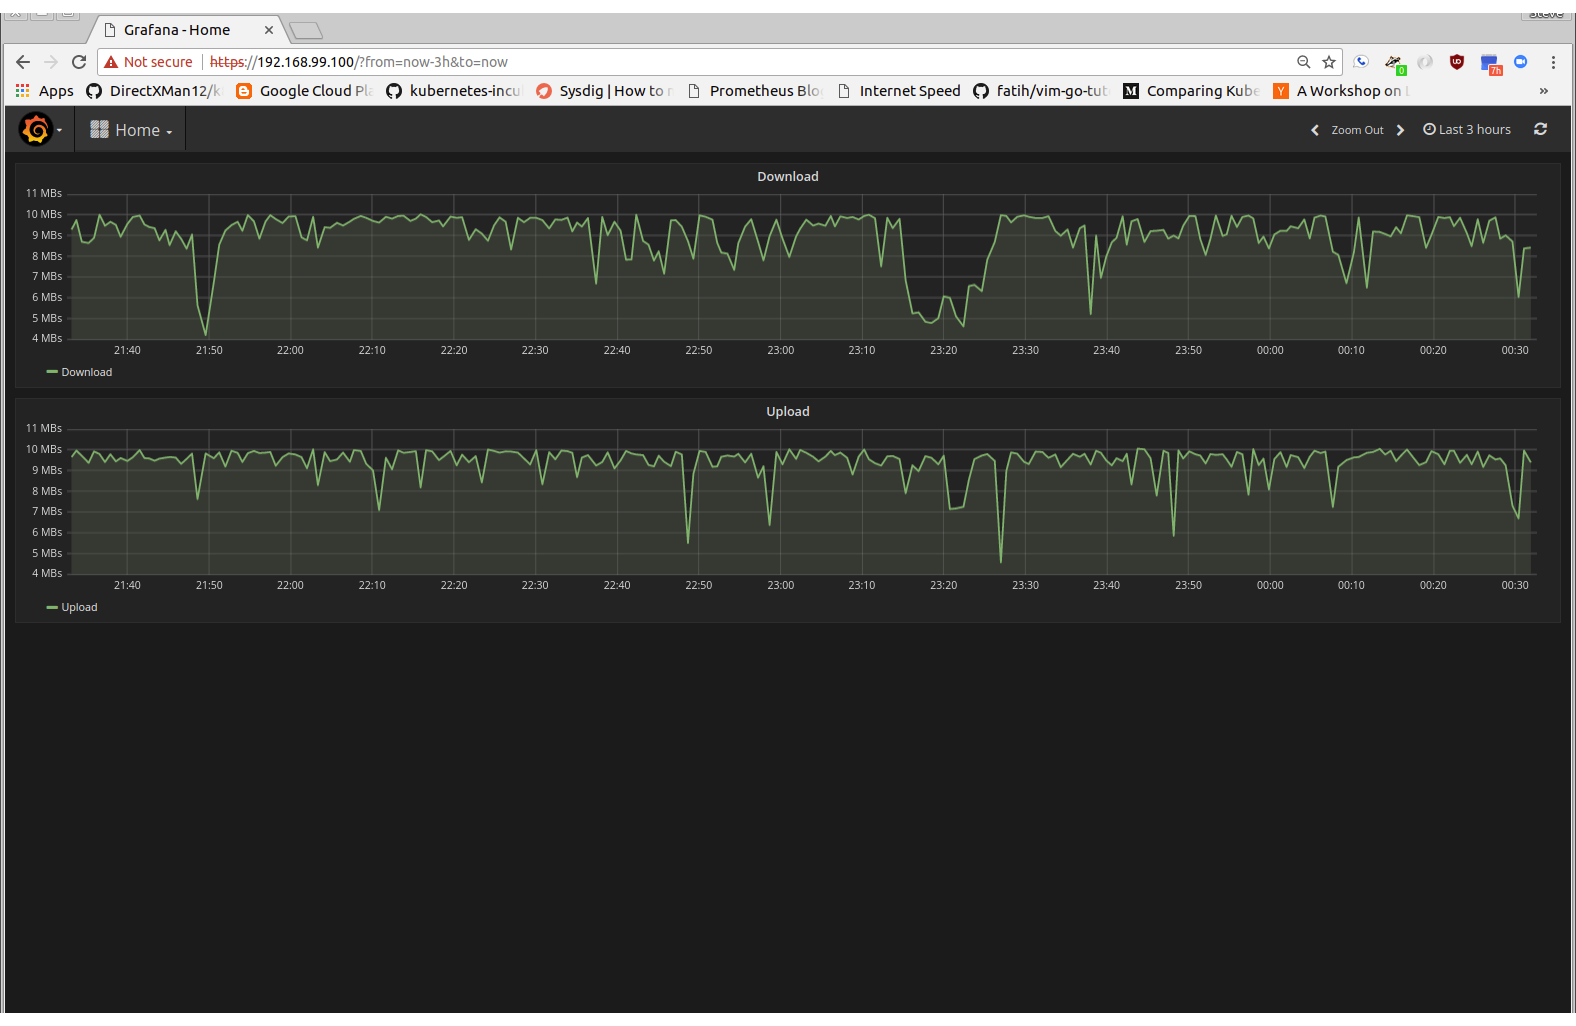 Steve
Grafana - Home
Not secure https://192.168.99.100/?from=now-3h&to=now 0 UD 7h
Apps DirectXMan12/k Google Cloud Pla kubernetes-incu Sysdig | How to Prometheus Blog Internet Speed fatih/vim-go-tut M Comparing Kube Y A Workshop on »
Home Zoom Out Last 3 hours
Download
11 MBs
10 MBs
9 MBs
8 MBs
7 MBs
6 MBs
5 MBs
4 MBs
21:40 21:50 22:00 22:10 22:20 22:30 22:40 22:50 23:00 23:10 23:20 23:30 23:40 23:50 00:00 00:10 00:20 00:30
Download
Upload
11 MBs
10 MBs
9 MBs
8 MBs
7 MBs
6 MBs
5 MBs
4 MBs
21:40 21:50 22:00 22:10 22:20 22:30 22:40 22:50 23:00 23:10 23:20 23:30 23:40 23:50 00:00 00:10 00:20 00:30
Upload